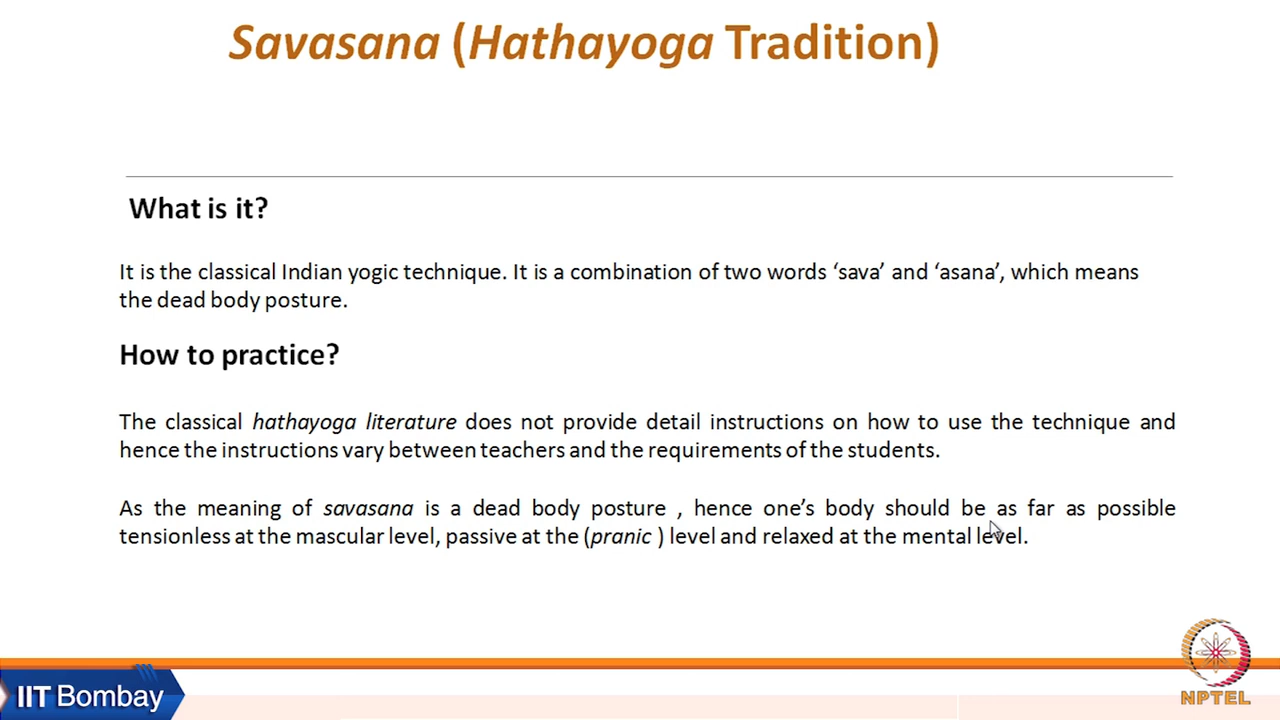 Savasana (Hathayoga Tradition)
What is it?
It is the classical Indian yogic technique. It is a combination of two words ‘sava’ and ‘asana’, which means
the dead body posture.
How to practice?
The classical hathayoga literature does not provide detail instructions on how to use the technique and
hence the instructions vary between teachers and the requirements of the students.
As the meaning of savasana is a dead body posture , hence one’s body should be as far as possible
tensionless at the mascular level, passive at the (pranic ) level and relaxed at the mental level.
IIT Bombay
NPTEL